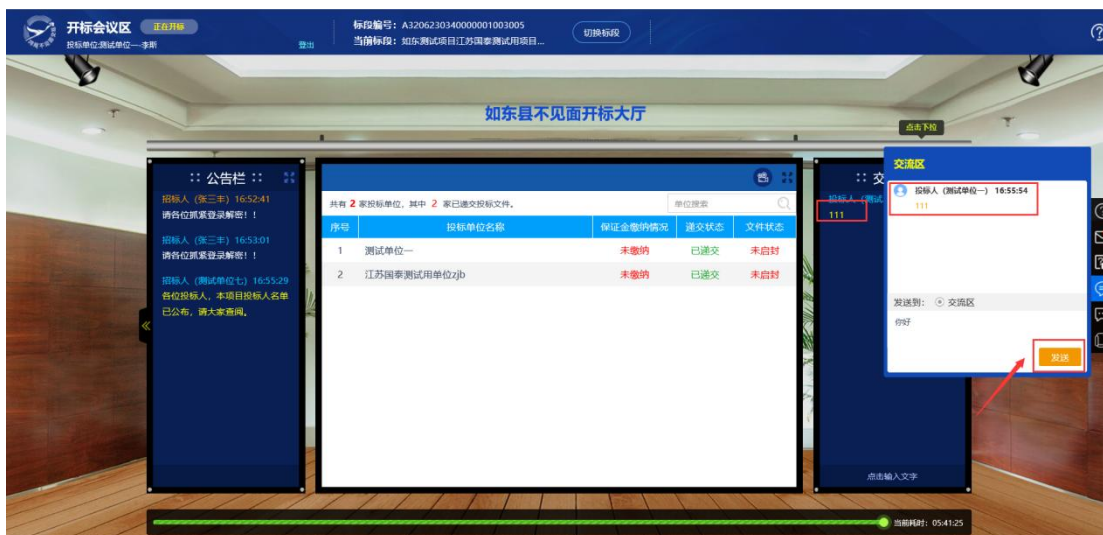 开标会议区 正在开标
投标单位:测试单位一-李斯 登出
标段编号：A3206230340000001003005
当前标段：如东测试项目江苏国泰测试用项目...
切换标段
如东县不见面开标大厅
点击下拉
:: 公告栏 ::
招标人（张三丰）16:52:41
请各位抓紧登录解密！！
招标人（张三丰）16:53:01
请各位抓紧登录解密！！
招标人（测试单位七）16:55:29
各位投标人，本项目投标人名单
已公布，请大家查阅。
共有 2 家投标单位，其中 2 家已递交投标文件。
单位搜索
序号 投标单位名称 保证金缴纳情况 递交状态 文件状态
1 测试单位一 未缴纳 已递交 未启封
2 江苏国泰测试用单位zjb 未缴纳 已递交 未启封
:: 交
投标人（测试
111
点击输入文字
交流区
投标人（测试单位一）16:55:54
111
发送到： 交流区
你好
发送
当前耗时：05:41:25